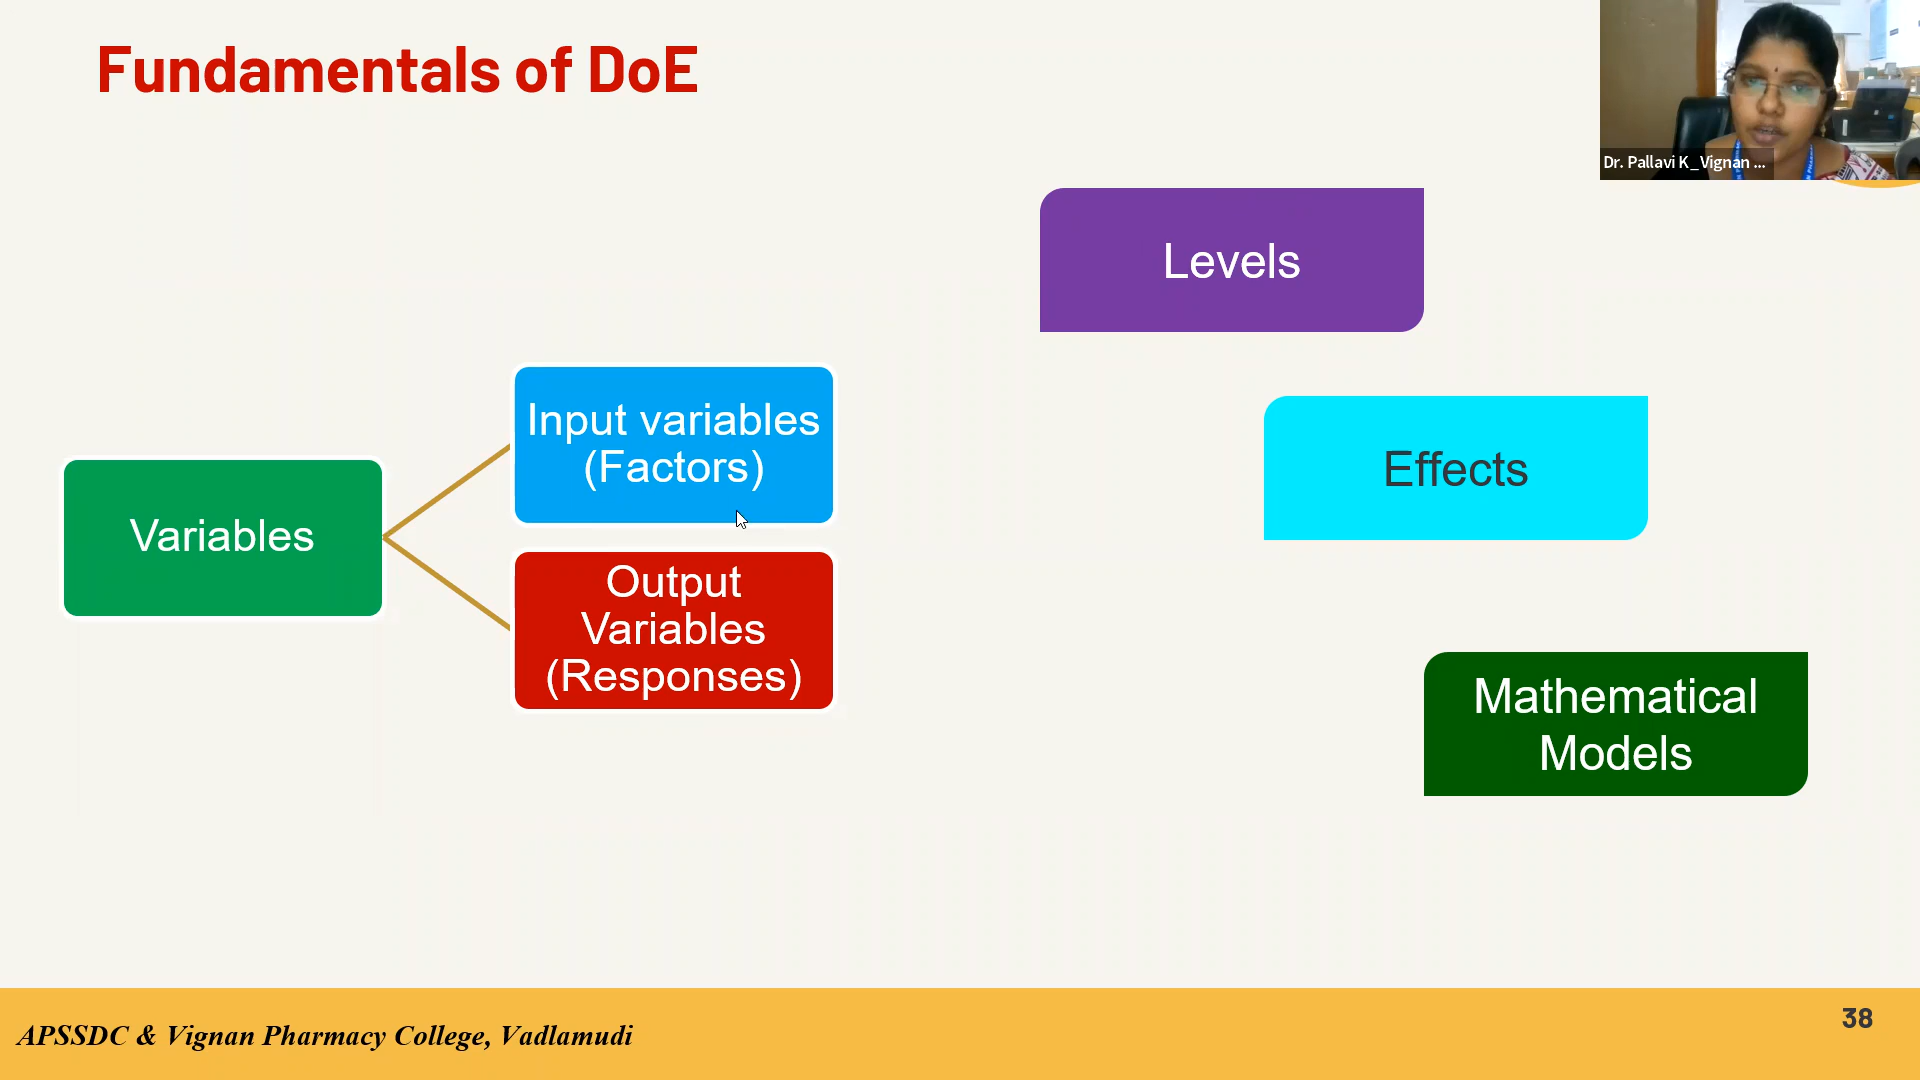 Fundamentals of DoE
Dr. Pallavi K_Vignan ...
Levels
Input variables
(Factors)
Effects
Variables
Output
Variables
(Responses)
Mathematical
Models
APSSDC & Vignan Pharmacy College, Vadlamudi
38